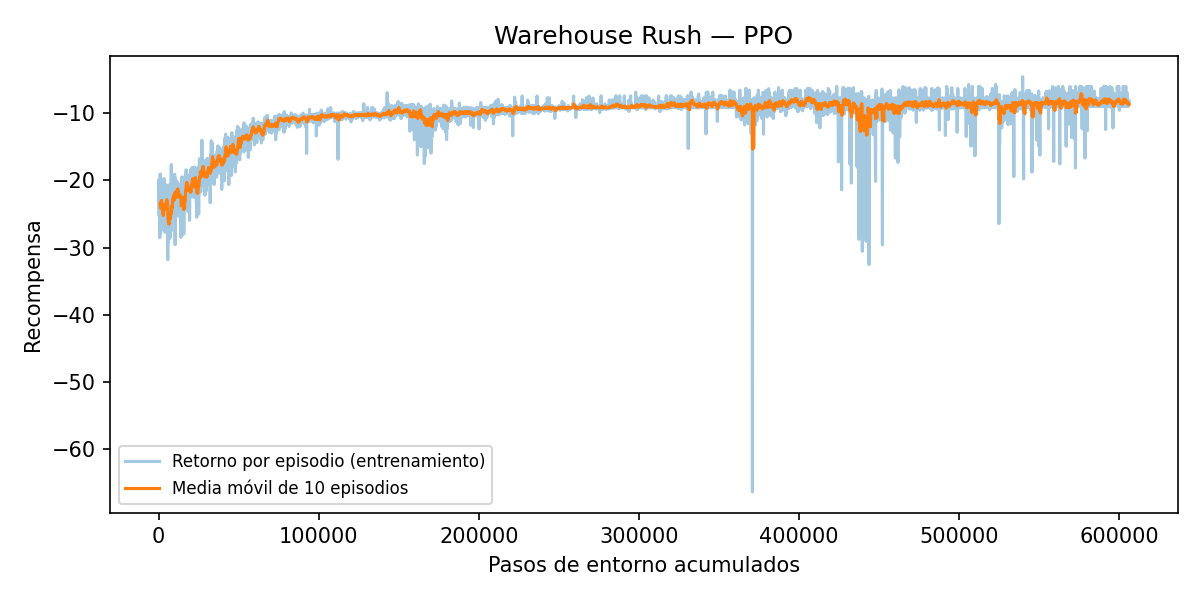 Warehouse Rush — PPO
Recompensa
−10
−20
−30
−40
−50
−60
Retorno por episodio (entrenamiento)
Media móvil de 10 episodios
0
100000
200000
300000
400000
500000
600000
Pasos de entorno acumulados